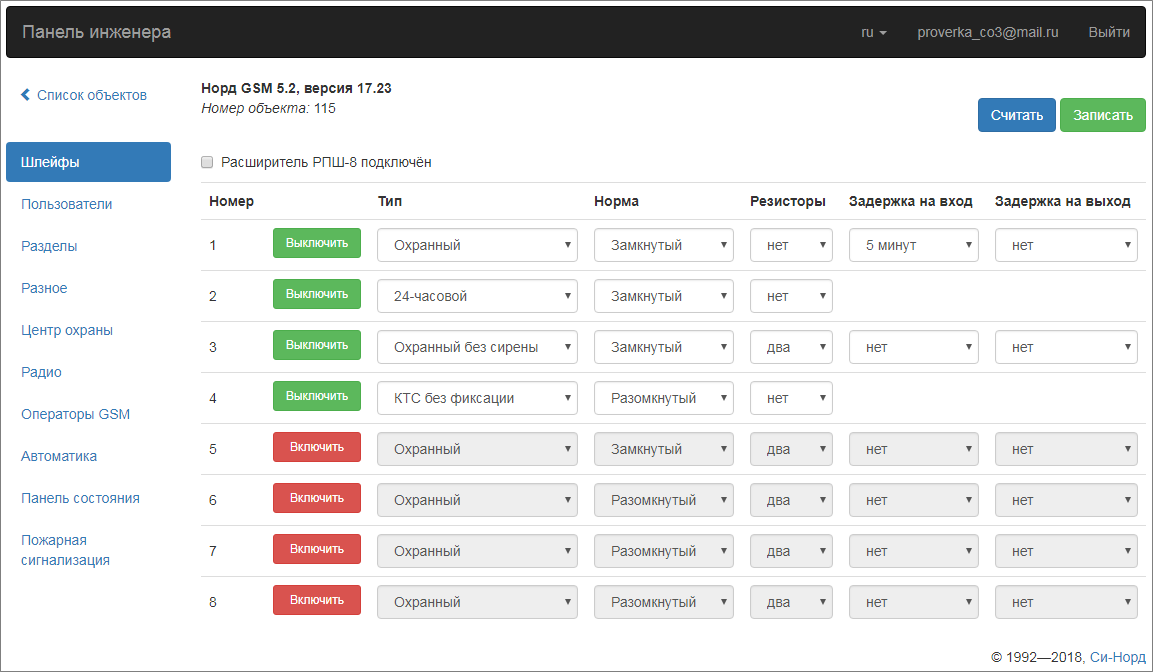 Панель инженера ru proverka_co3@mail.ru Выйти
Список объектов
Норд GSM 5.2, версия 17.23
Номер объекта: 115
Считать Записать
Шлейфы
Пользователи
Разделы
Разное
Центр охраны
Радио
Операторы GSM
Автоматика
Панель состояния
Пожарная
сигнализация
Расширитель РПШ-8 подключён
Номер Тип Норма Резисторы Задержка на вход Задержка на выход
1 Выключить Охранный Замкнутый нет 5 минут нет
2 Выключить 24-часовой Замкнутый нет
3 Выключить Охранный без сирены Замкнутый два нет нет
4 Выключить КТС без фиксации Разомкнутый нет
5 Включить Охранный Замкнутый два нет нет
6 Включить Охранный Разомкнутый два нет нет
7 Включить Охранный Разомкнутый два нет нет
8 Включить Охранный Разомкнутый два нет нет
© 1992—2018, Си-Норд